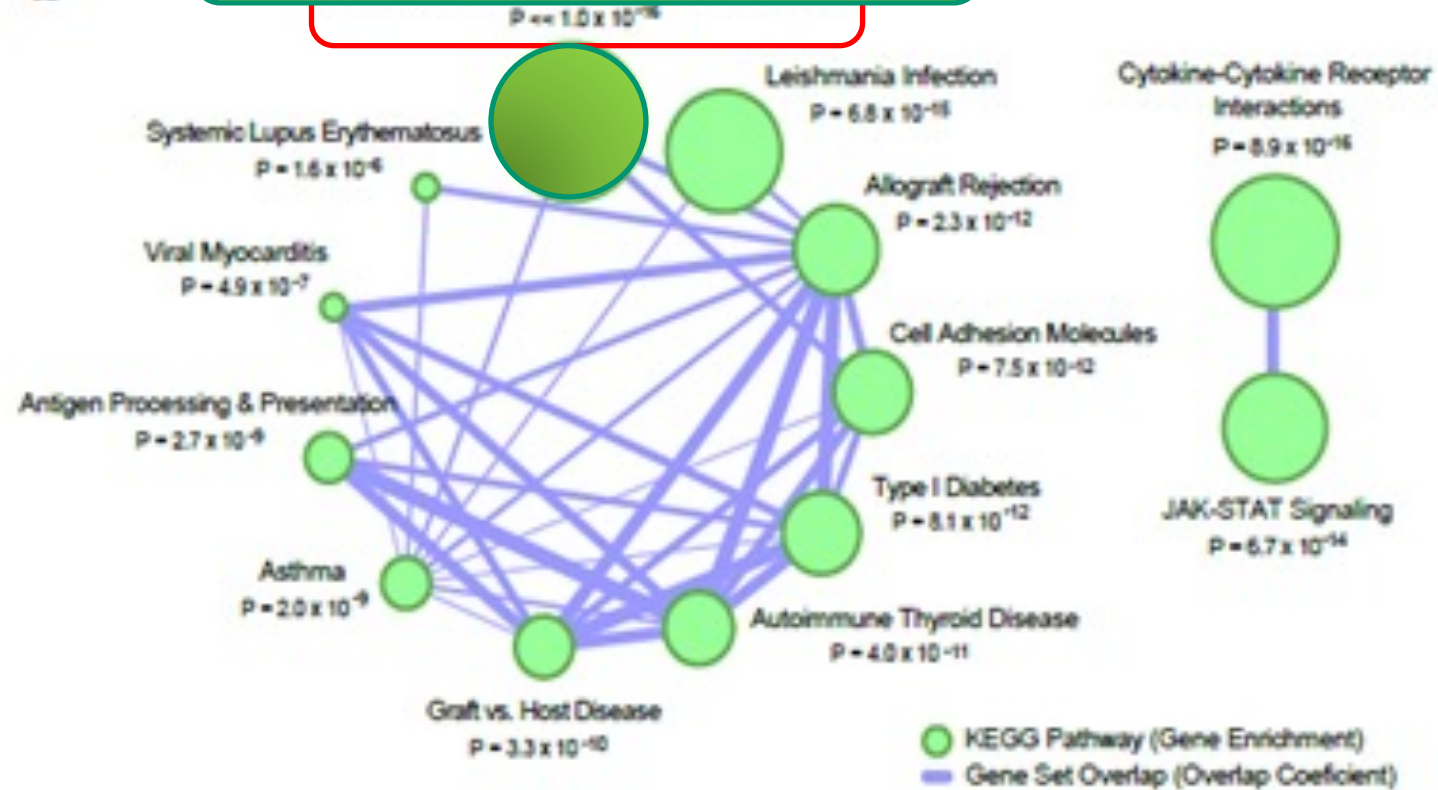 P << 1.0 x 10⁻¹⁶
Leishmania Infection
P = 6.8 x 10⁻¹⁵
Cytokine-Cytokine Receptor
Interactions
P = 8.9 x 10⁻¹⁶
Systemic Lupus Erythematosus
P = 1.6 x 10⁻⁶
Allograft Rejection
P = 2.3 x 10⁻¹²
Viral Myocarditis
P = 4.9 x 10⁻⁷
Cell Adhesion Molecules
P = 7.5 x 10⁻¹²
Antigen Processing & Presentation
P = 2.7 x 10⁻⁹
Type I Diabetes
P = 8.1 x 10⁻¹²
JAK-STAT Signaling
P = 6.7 x 10⁻¹⁴
Asthma
P = 2.0 x 10⁻⁹
Autoimmune Thyroid Disease
P = 4.0 x 10⁻¹¹
Graft vs. Host Disease
P = 3.3 x 10⁻¹⁰
KEGG Pathway (Gene Enrichment)
Gene Set Overlap (Overlap Coeficient)